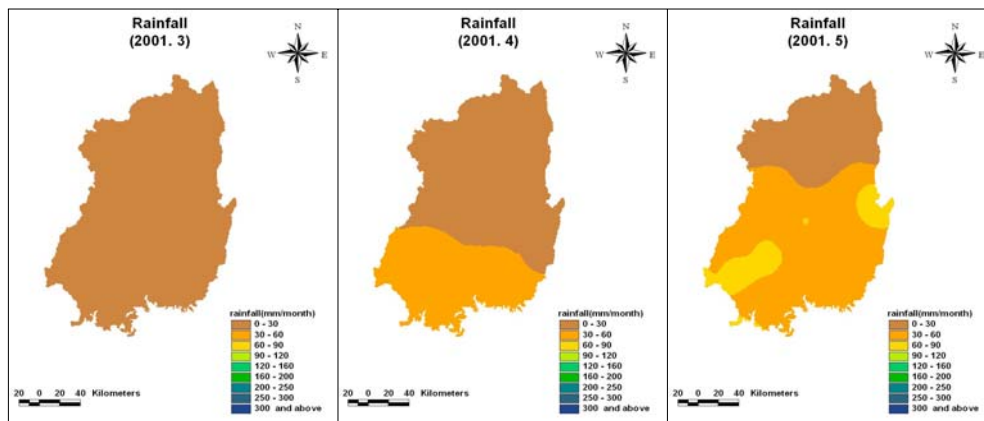 Rainfall
(2001. 3)
N
W E
S
rainfall(mm/month)
0 - 30
30 - 60
60 - 90
90 - 120
120 - 160
160 - 200
200 - 250
250 - 300
300 and above
20 0 20 40 Kilometers
Rainfall
(2001. 4)
N
W E
S
rainfall(mm/month)
0 - 30
30 - 60
60 - 90
90 - 120
120 - 160
160 - 200
200 - 250
250 - 300
300 and above
20 0 20 40 Kilometers
Rainfall
(2001. 5)
N
W E
S
rainfall(mm/month)
0 - 30
30 - 60
60 - 90
90 - 120
120 - 160
160 - 200
200 - 250
250 - 300
300 and above
20 0 20 40 Kilometers